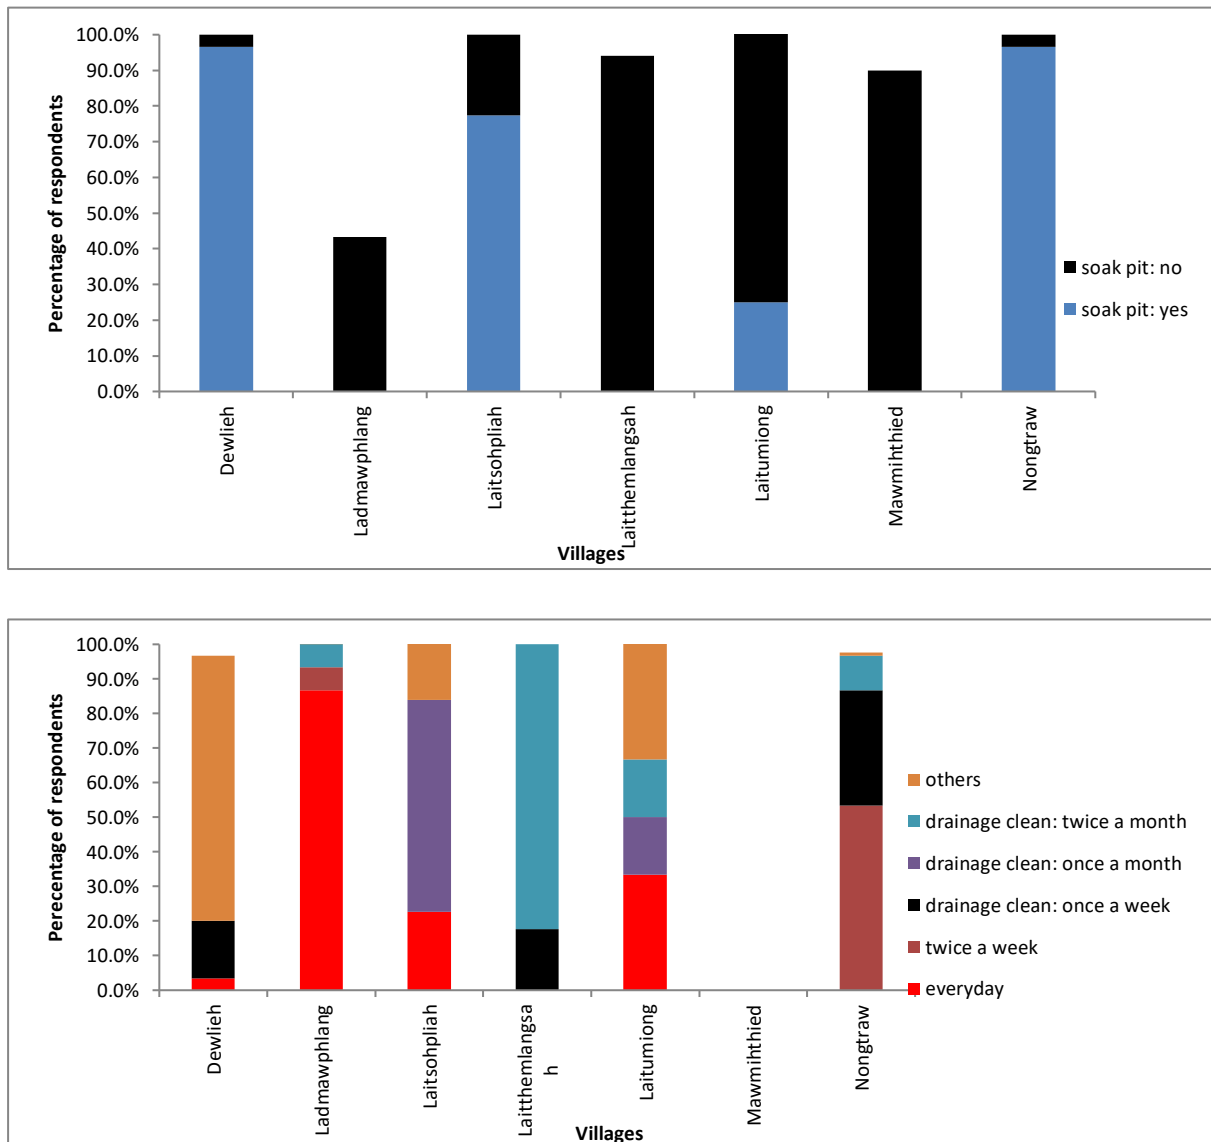 100.0%
90.0%
80.0%
70.0%
60.0%
50.0%
40.0%
30.0%
20.0%
10.0%
0.0%
Percentage of respondents
Dewlieh
Ladmawphlang
Laitsohpliah
Laitthemlangsah
Laitumiong
Mawmihthied
Nongtraw
Villages
soak pit: no
soak pit: yes
100.0%
90.0%
80.0%
70.0%
60.0%
50.0%
40.0%
30.0%
20.0%
10.0%
0.0%
Perecentage of respondents
Dewlieh
Ladmawphlang
Laitsohpliah
Laitthemlangsa
h
Laitumiong
Mawmihthied
Nongtraw
Villages
others
drainage clean: twice a month
drainage clean: once a month
drainage clean: once a week
twice a week
everyday